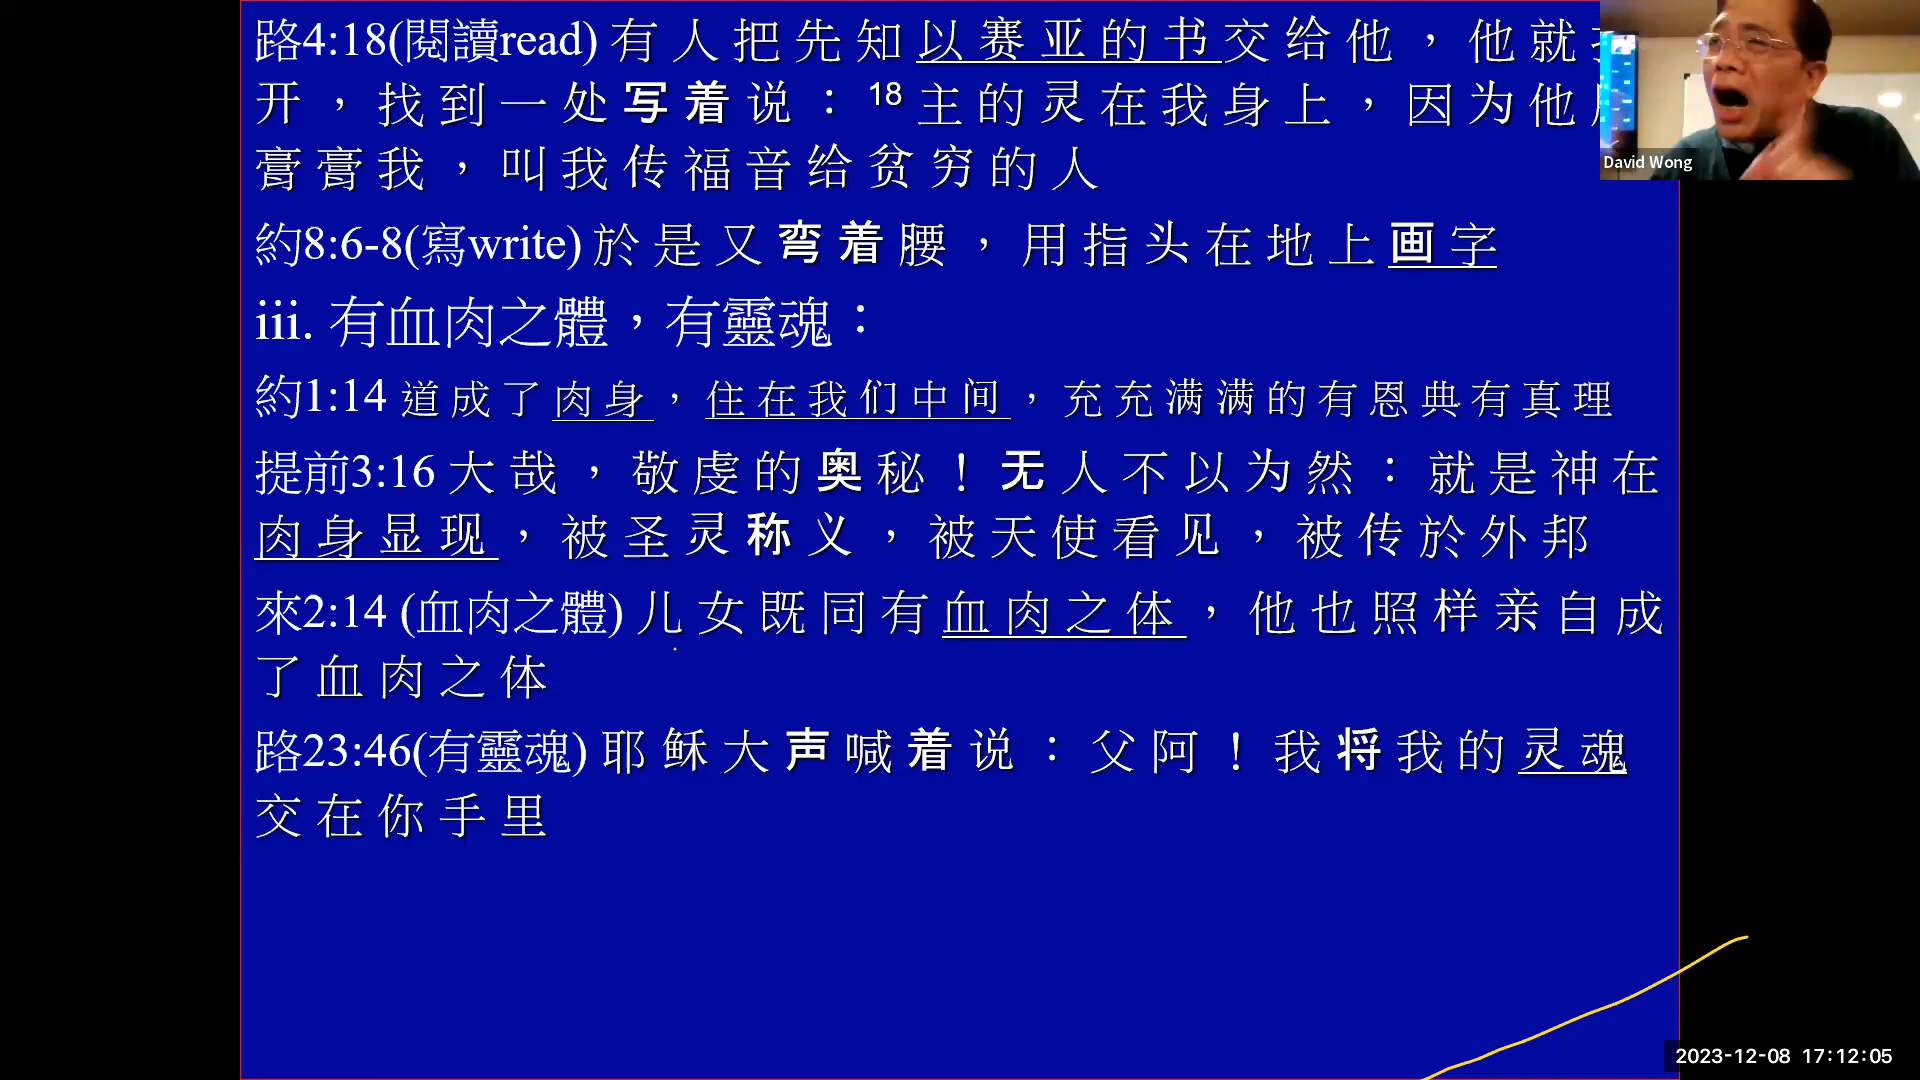 路4:18(閱讀read) 有人把先知以赛亚的书交给他，他就
开，找到一处写着说：18主的灵在我身上，因为他
膏膏我，叫我传福音给贫穷的人
約8:6-8(寫write) 於是又弯着腰，用指头在地上画字
iii. 有血肉之體，有靈魂：
約1:14 道成了肉身，住在我们中间，充充满满的有恩典有真理
提前3:16 大哉，敬虔的奥秘！无人不以为然：就是神在
肉身显现，被圣灵称义，被天使看见，被传於外邦
來2:14 (血肉之體) 儿女既同有血肉之体，他也照样亲自成
了血肉之体
路23:46(有靈魂) 耶稣大声喊着说：父阿！我将我的灵魂
交在你手里
David Wong
2023-12-08 17:12:05